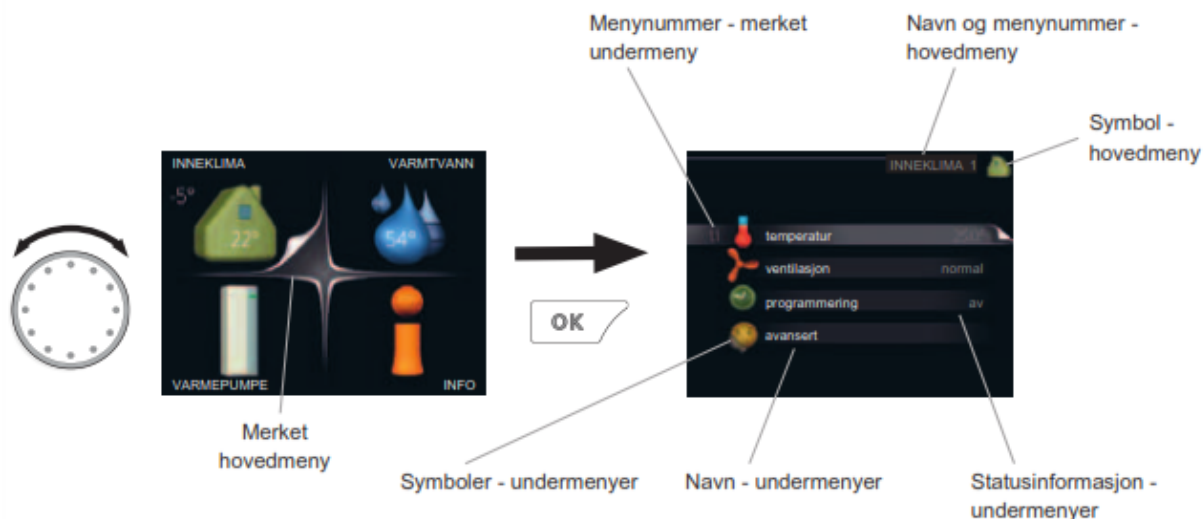 Menynummer - merket
undermeny
Navn og menynummer -
hovedmeny
Symbol -
hovedmeny
INNEKLIMA
VARMTVANN
-5°
22°
54°
VARMEPUMPE
INFO
OK
INNEKLIMA 1
temperatur
ventilasjon normal
programmering av
avansert
Merket
hovedmeny
Symboler - undermenyer
Navn - undermenyer
Statusinformasjon -
undermenyer